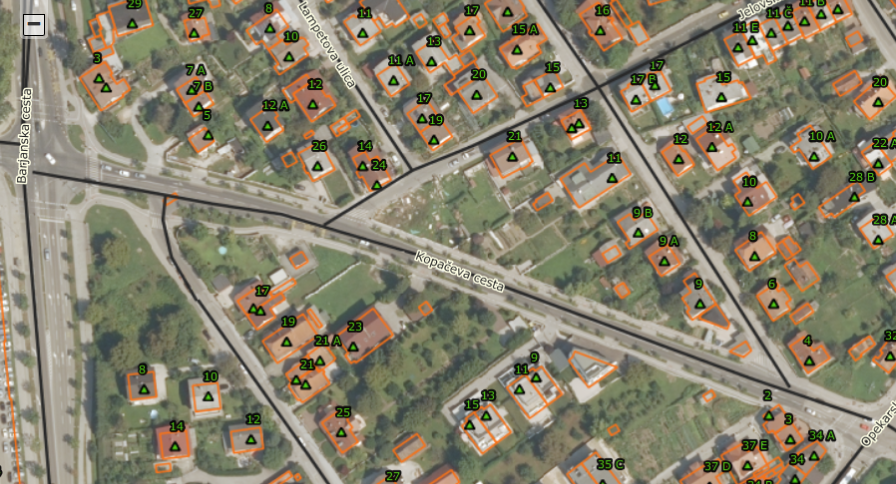 29
27
8
11
17
16
Jelovš
11 B
11 Č
11 E
Lampetova ulica
3
10
13
15 A
11 A
15
17
17 B
15
20
7 A
7 B
12
20
5
12 A
17
19
13
12
12 A
10 A
22 A
26
14
24
21
11
10
28 B
Barjanska cesta
9 B
28 A
9 A
8
Kopačeva cesta
17
9
6
19
21 A
23
4
32
21
8
10
9
11
14
12
25
15
13
2
3
Opekars
34 A
37 E
34
27
35 C
37 D